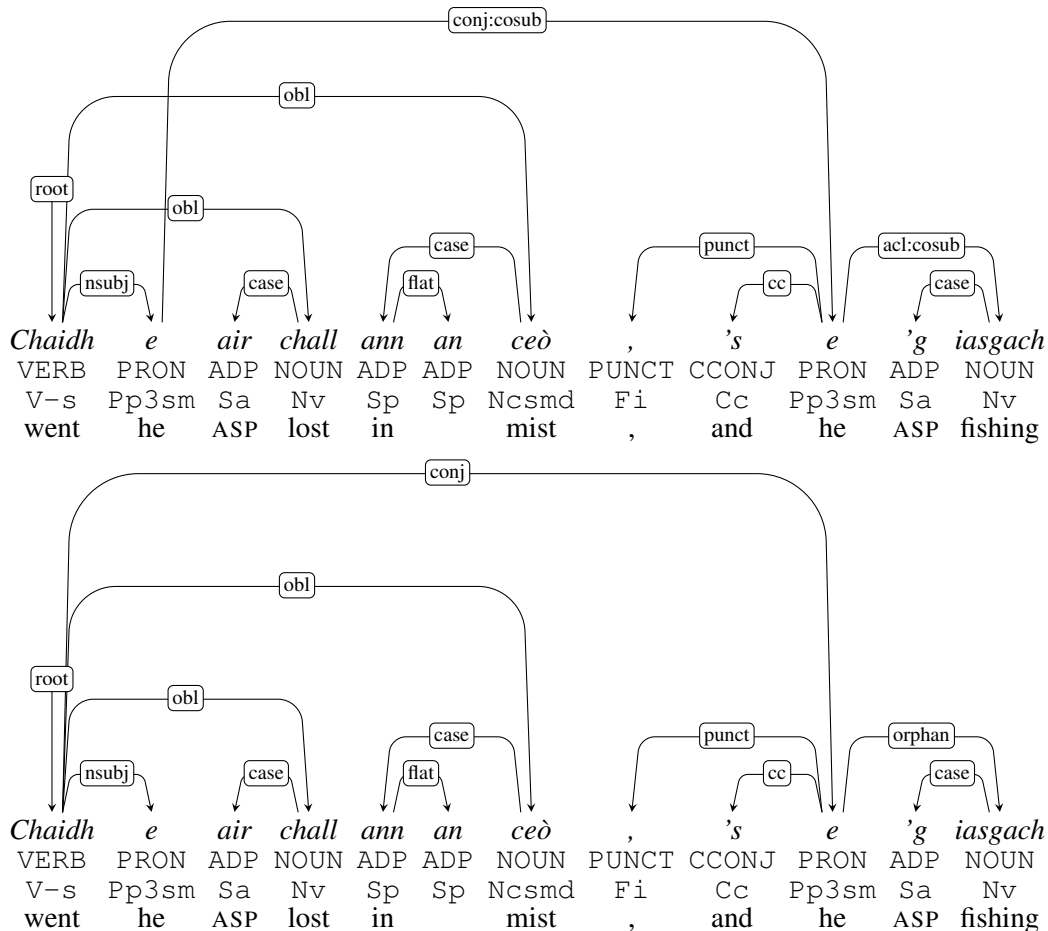 conj:cosub
obl
root
obl
case punct acl:cosub
nsubj case flat cc case
Chaidh e air chall ann an ceò , 's e 'g iasgach
VERB PRON ADP NOUN ADP ADP NOUN PUNCT CCONJ PRON ADP NOUN
V-s Pp3sm Sa Nv Sp Sp Ncsmd Fi Cc Pp3sm Sa Nv
went he ASP lost in mist , and he ASP fishing
conj
obl
root
obl
case punct orphan
nsubj case flat cc case
Chaidh e air chall ann an ceò , 's e 'g iasgach
VERB PRON ADP NOUN ADP ADP NOUN PUNCT CCONJ PRON ADP NOUN
V-s Pp3sm Sa Nv Sp Sp Ncsmd Fi Cc Pp3sm Sa Nv
went he ASP lost in mist , and he ASP fishing